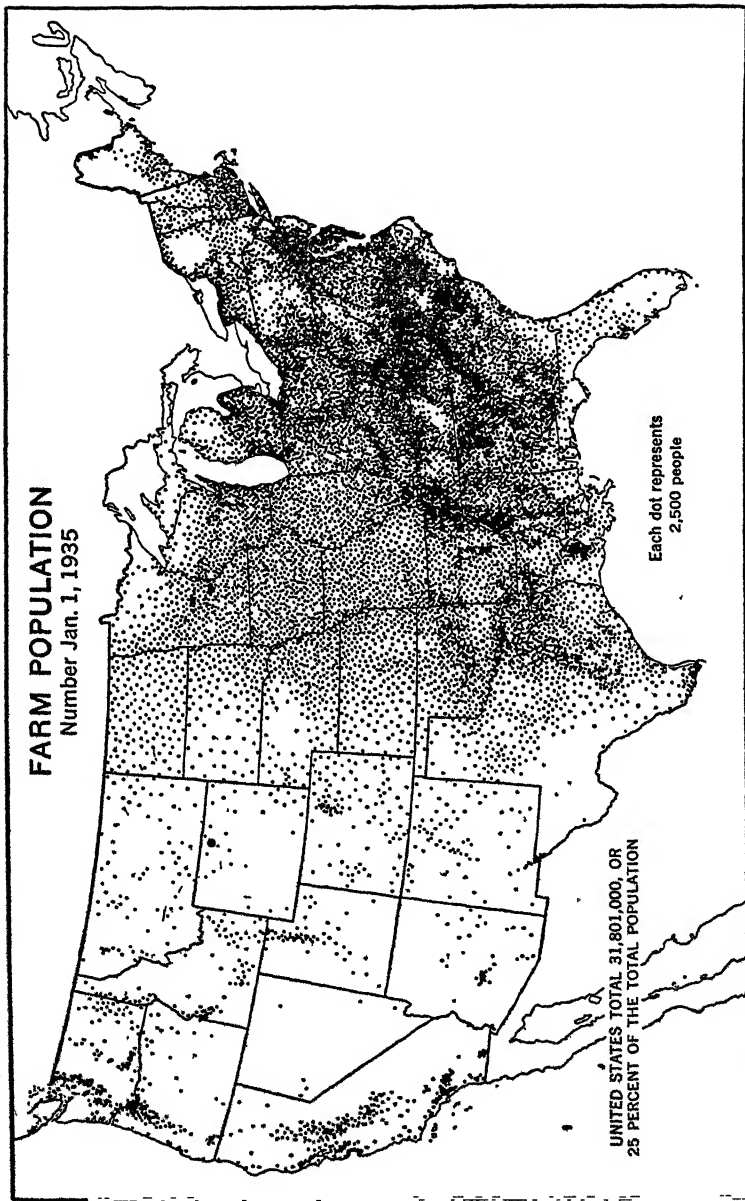 FARM POPULATION
Number Jan. 1, 1935
Each dot represents
2,500 people
UNITED STATES TOTAL 31,801,000, OR
25 PERCENT OF THE TOTAL POPULATION